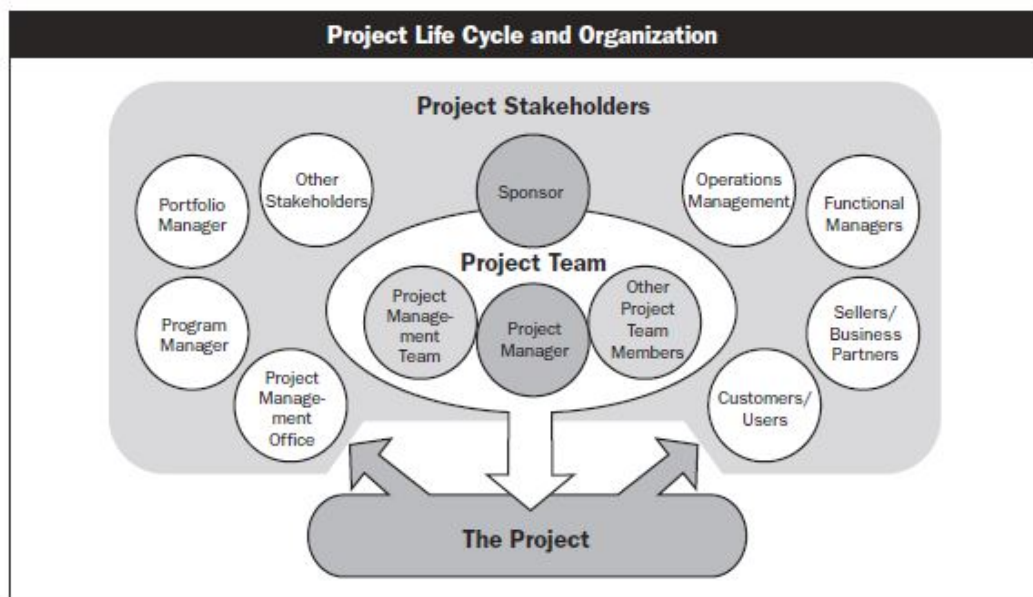 Project Life Cycle and Organization
Project Stakeholders
Portfolio
Manager
Other
Stakeholders
Sponsor
Operations
Management
Functional
Managers
Project Team
Program
Manager
Project
Manage-
ment
Team
Project
Manager
Other
Project
Team
Members
Sellers/
Business
Partners
Project
Manage-
ment
Office
Customers/
Users
The Project